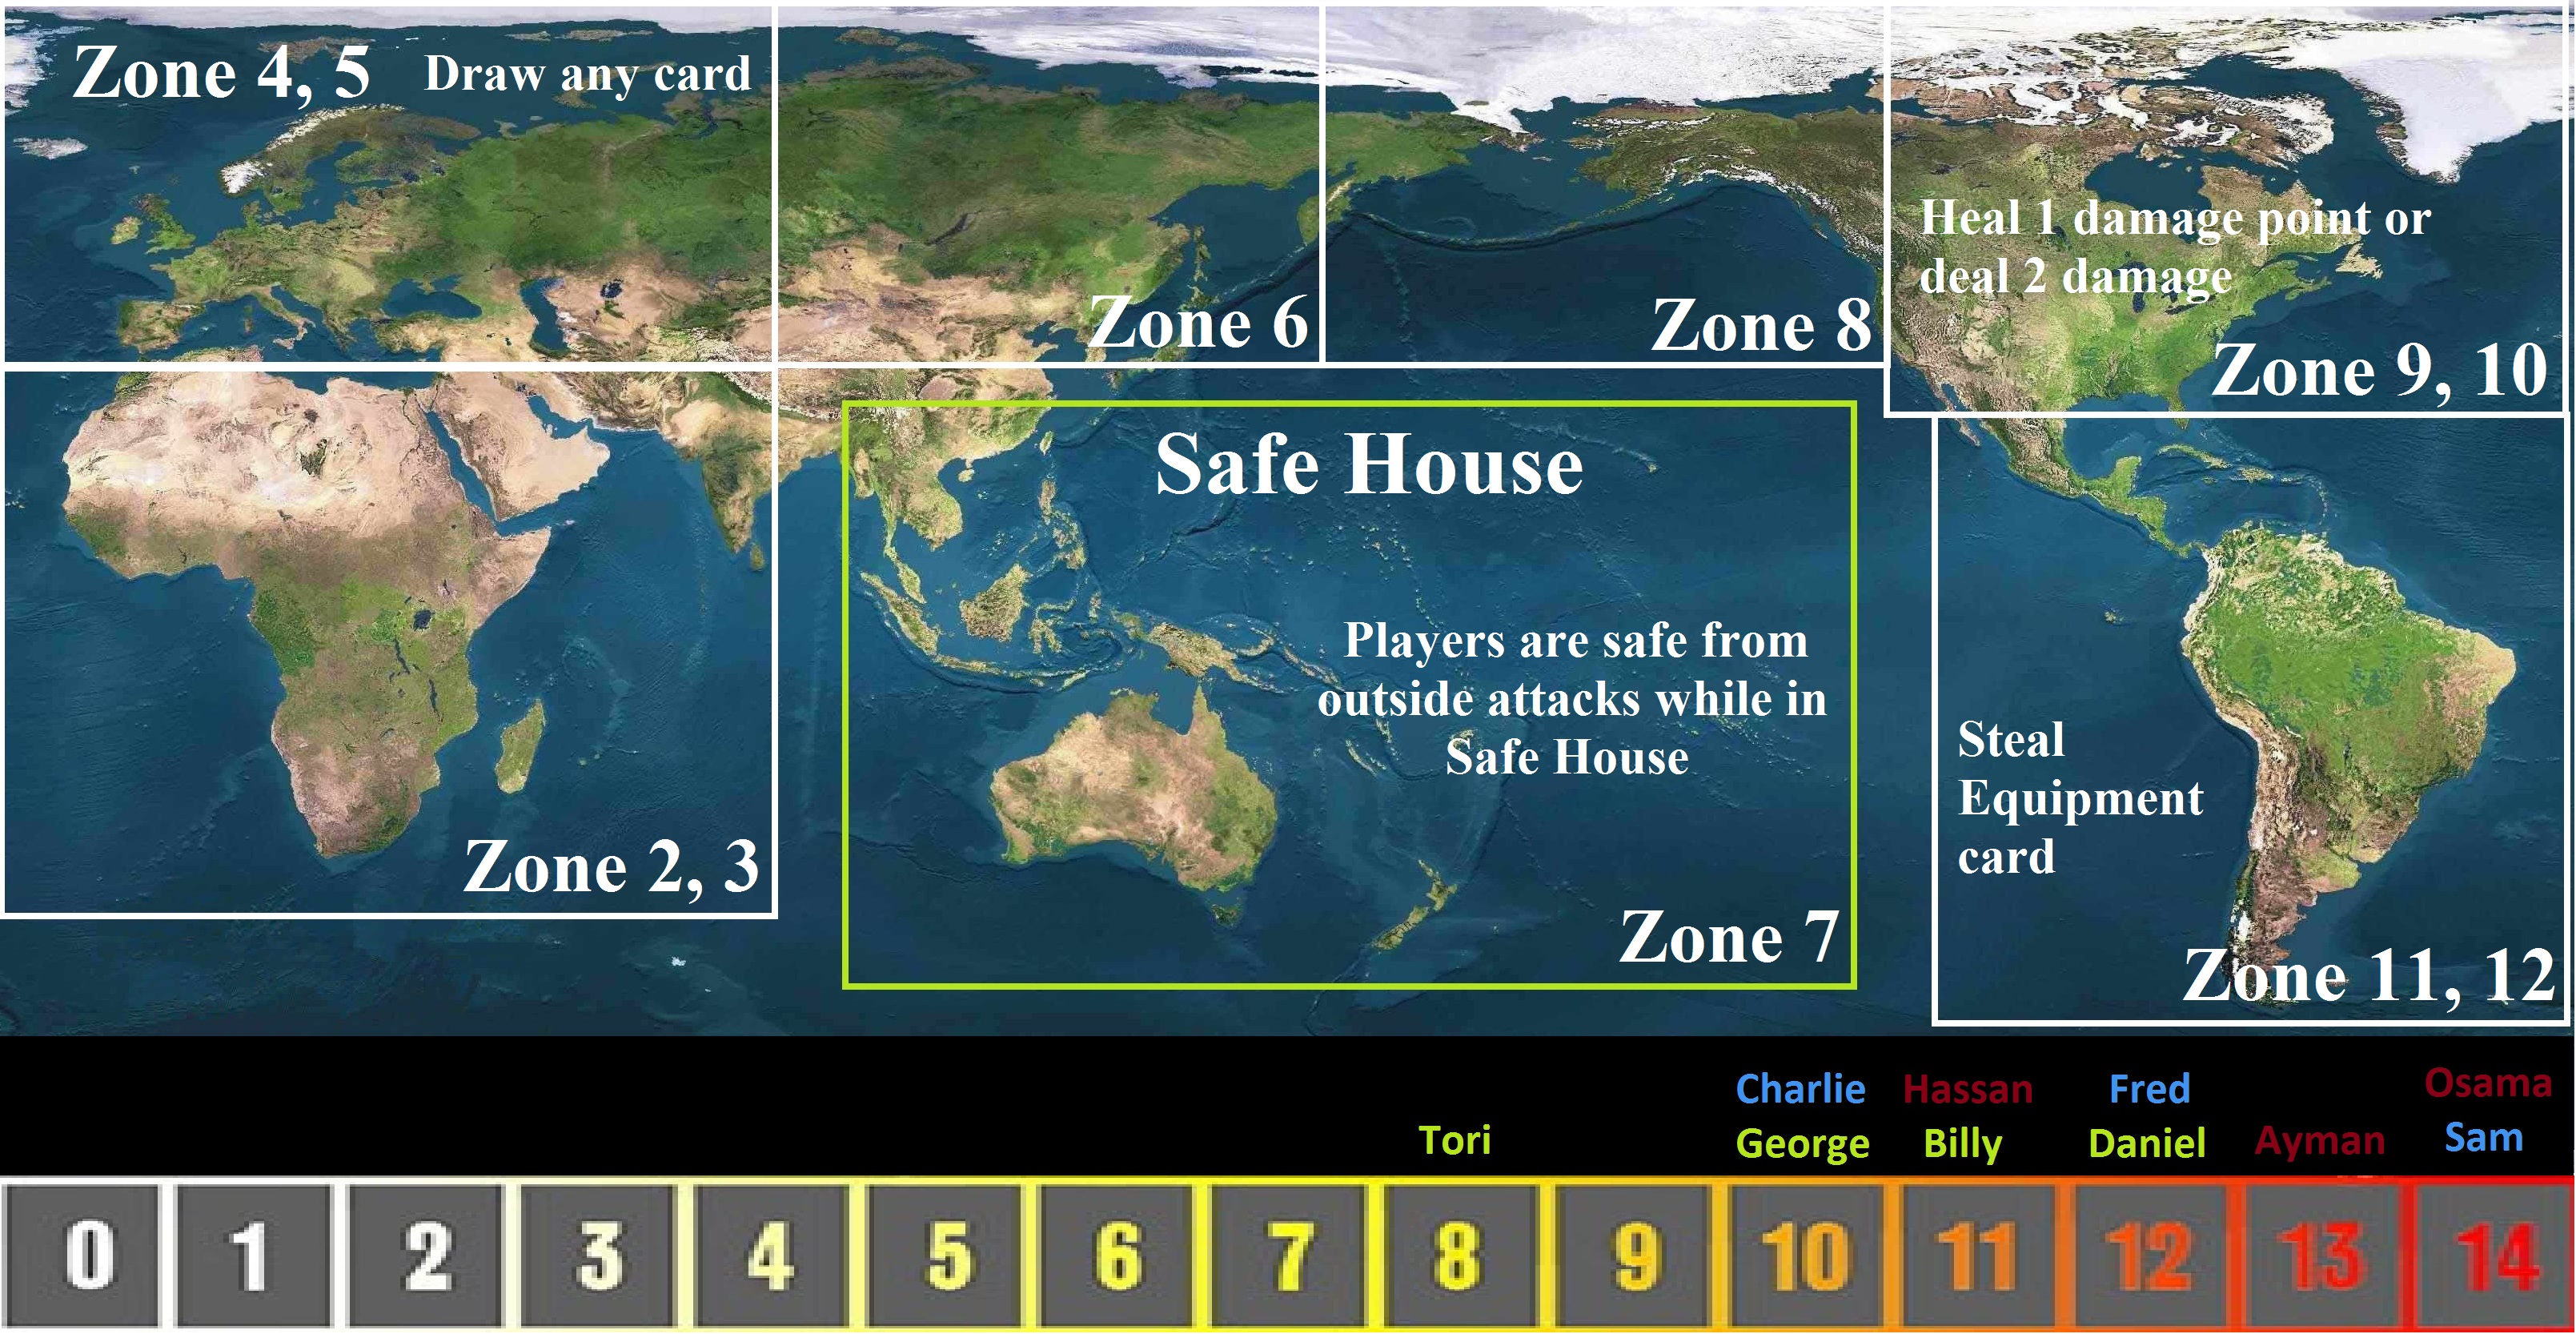 Zone 4, 5
Draw any card
Zone 6
Zone 8
Heal 1 damage point or
deal 2 damage
Zone 9, 10
Zone 2, 3
Safe House
Players are safe from
outside attacks while in
Safe House
Zone 7
Steal
Equipment
card
Zone 11, 12
Charlie Hassan Fred Osama
Tori George Billy Daniel Ayman Sam
0 1 2 3 4 5 6 7 8 9 10 11 12 13 14